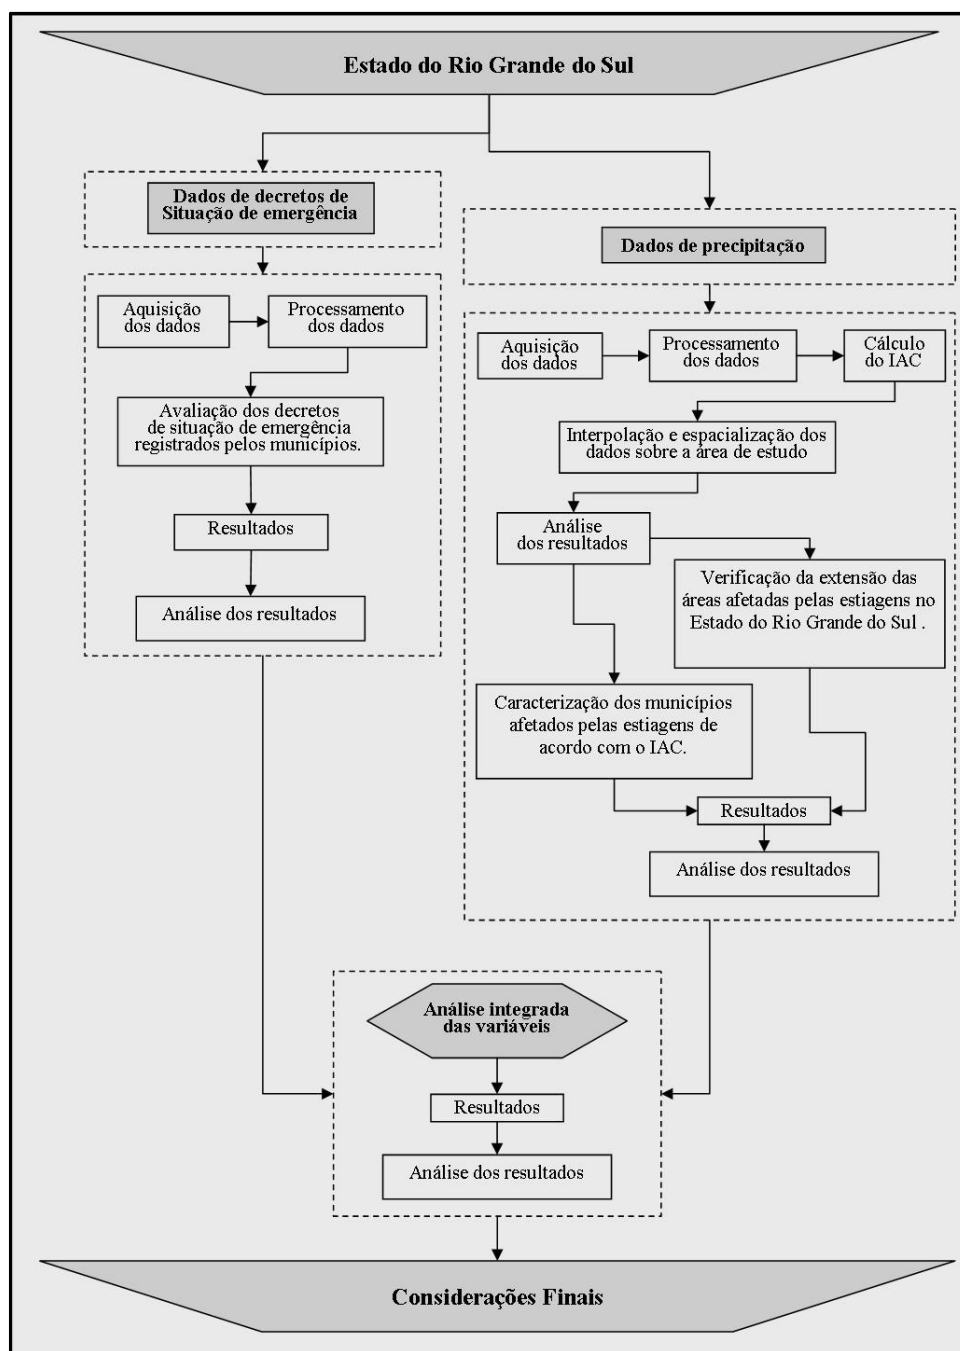 Estado do Rio Grande do Sul
Dados de decretos de
Situação de emergência
Dados de precipitação
Aquisição
dos dados
Processamento
dos dados
Avaliação dos decretos
de situação de emergência
registrados pelos municípios.
Resultados
Análise dos resultados
Aquisição
dos dados
Processamento
dos dados
Cálculo
do IAC
Interpolação e espacialização dos
dados sobre a área de estudo
Análise
dos resultados
Verificação da extensão das
áreas afetadas pelas estiagens no
Estado do Rio Grande do Sul .
Caracterização dos municípios
afetados pelas estiagens de
acordo com o IAC.
Resultados
Análise dos resultados
Análise integrada
das variáveis
Resultados
Análise dos resultados
Considerações Finais